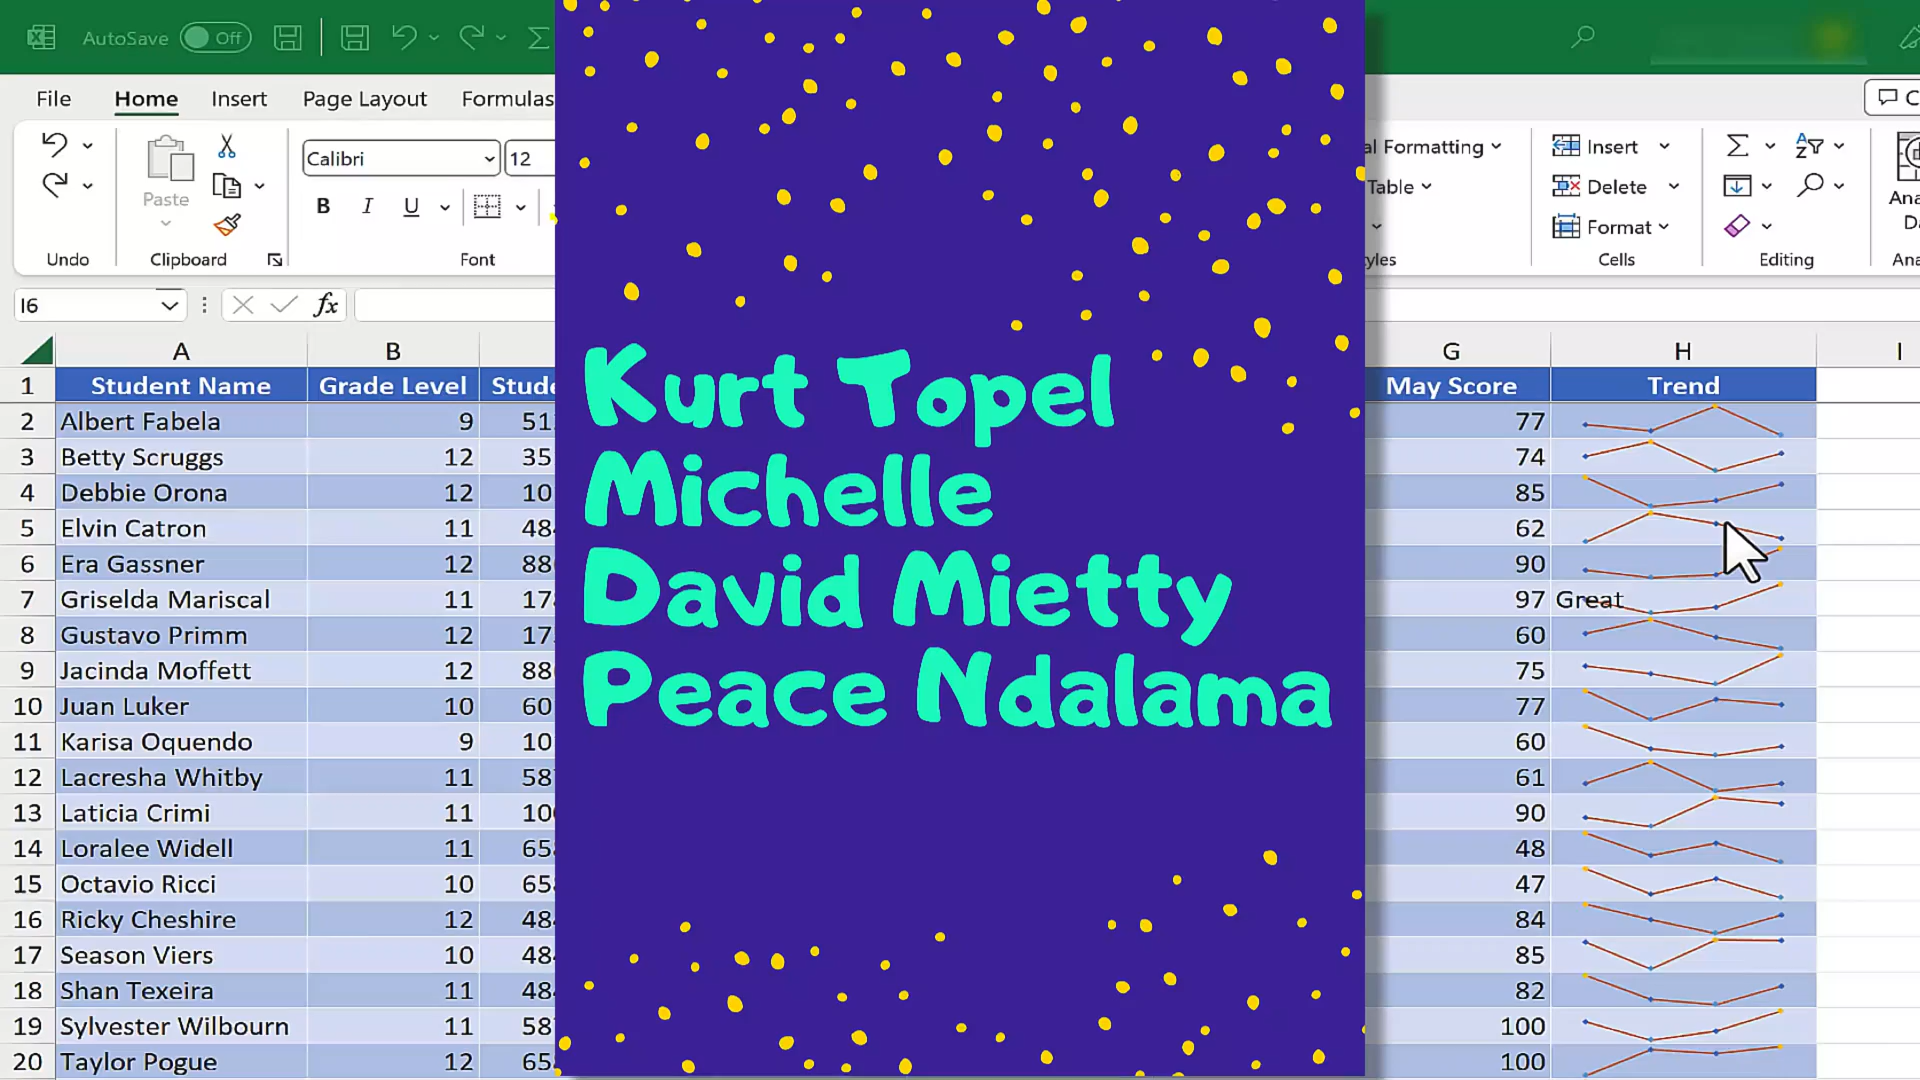 AutoSave Off
File Home Insert Page Layout Formulas
Calibri 12
Paste
B I U
Undo Clipboard Font
al Formatting Insert
Table Delete
Format
yles Cells Editing
I6 fx
A B G H I
1 Student Name Grade Level Stude May Score Trend
2 Albert Fabela 9 51 77
3 Betty Scruggs 12 35 74
4 Debbie Orona 12 10 85
5 Elvin Catron 11 484 62
6 Era Gassner 12 88 90
7 Griselda Mariscal 11 17 97 Great
8 Gustavo Primm 12 17 60
9 Jacinda Moffett 12 88 75
10 Juan Luker 10 60 77
11 Karisa Oquendo 9 10 60
12 Lacresha Whitby 11 58 61
13 Laticia Crimi 11 10 90
14 Loralee Widell 11 65 48
15 Octavio Ricci 10 65 47
16 Ricky Cheshire 12 484 84
17 Season Viers 10 484 85
18 Shan Texeira 11 484 82
19 Sylvester Wilbourn 11 58 100
20 Taylor Pogue 12 65 100
Kurt Topel
Michelle
David Mietty
Peace Ndalama